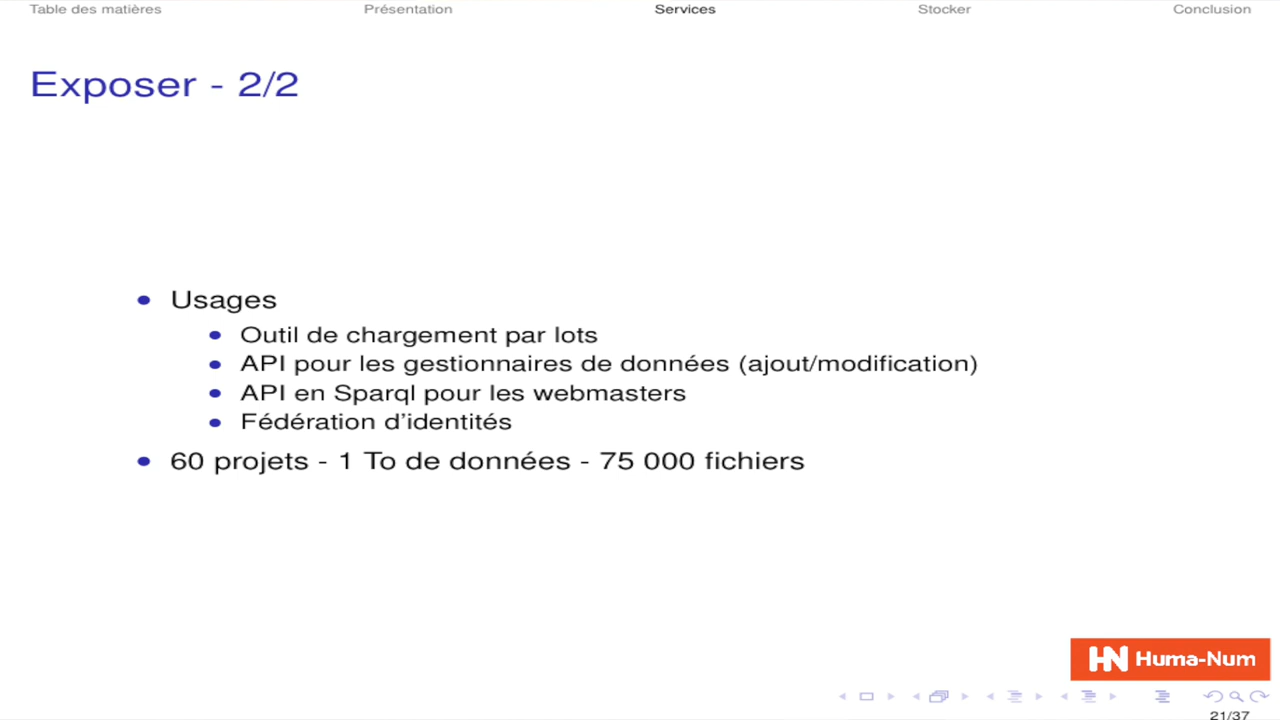 Table des matières Présentation Services Stocker Conclusion
Exposer - 2/2
Usages
Outil de chargement par lots
API pour les gestionnaires de données (ajout/modification)
API en Sparql pour les webmasters
Fédération d'identités
60 projets - 1 To de données - 75 000 fichiers
HN Huma-Num
21/37